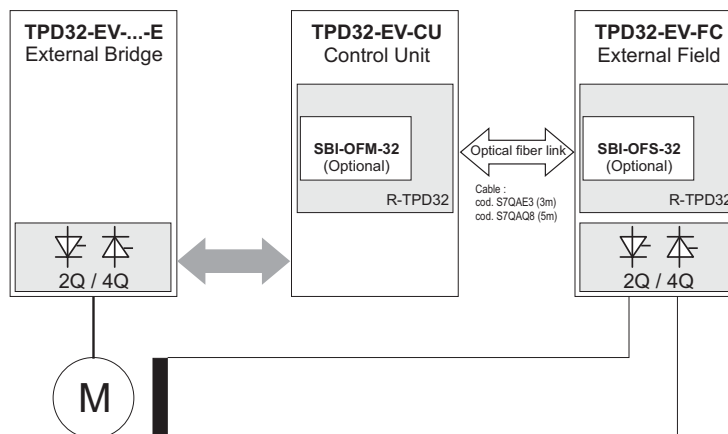 TPD32-EV-...-E
External Bridge
2Q / 4Q
M
TPD32-EV-CU
Control Unit
SBI-OFM-32
(Optional)
R-TPD32
Optical fiber link
Cable :
cod. S7QAE3 (3m)
cod. S7QAQ8 (5m)
TPD32-EV-FC
External Field
SBI-OFS-32
(Optional)
R-TPD32
2Q / 4Q